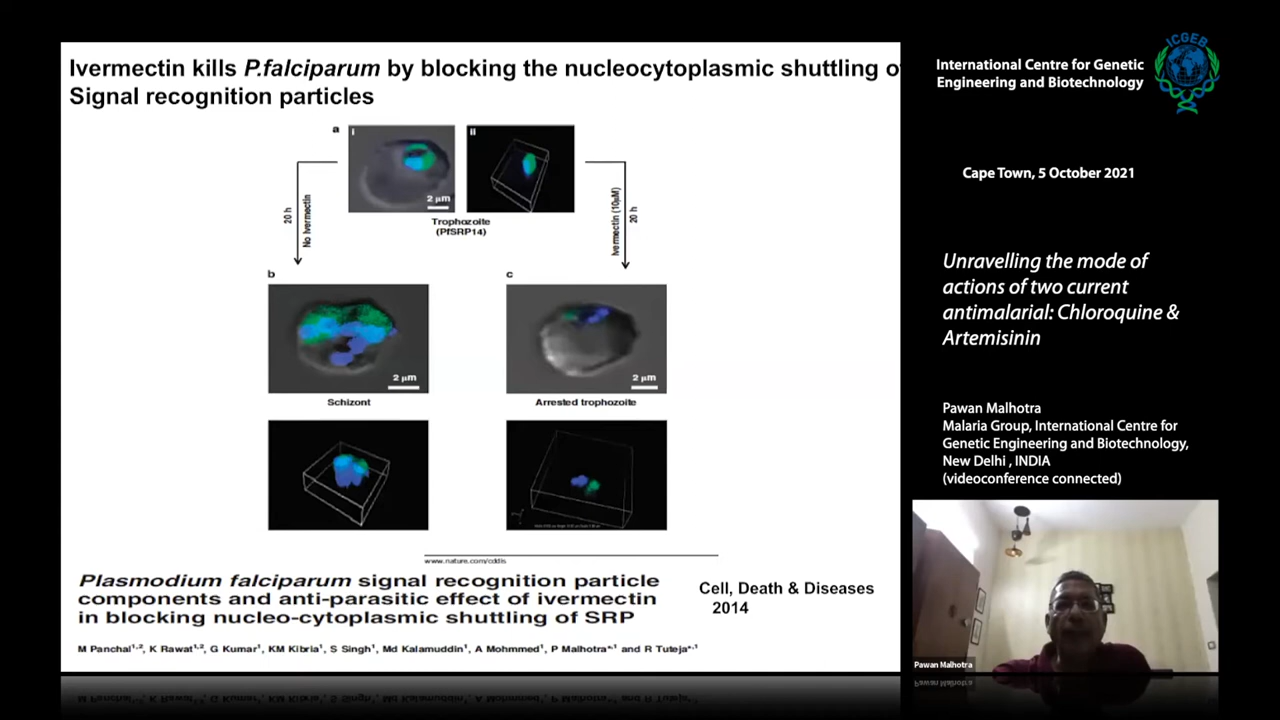 Ivermectin kills P.falciparum by blocking the nucleocytoplasmic shuttling o
Signal recognition particles
a
i
2 μm
ii
Trophozoite
(PfSRP14)
20 h
No Ivermectin
Ivermectin (10μM)
20 h
b
2 μm
Schizont
c
2 μm
Arrested trophozoite
www.nature.com/cddis
Plasmodium falciparum signal recognition particle
components and anti-parasitic effect of ivermectin
in blocking nucleo-cytoplasmic shuttling of SRP
Cell, Death & Diseases
2014
M Panchal1,2, K Rawat1,2, G Kumar1, KM Kibria1, S Singh1, Md Kalamuddin1, A Mohmmed1, P Malhotra*,1 and R Tuteja*,1
International Centre for Genetic
Engineering and Biotechnology
ICGEB
Cape Town, 5 October 2021
Unravelling the mode of
actions of two current
antimalarial: Chloroquine &
Artemisinin
Pawan Malhotra
Malaria Group, International Centre for
Genetic Engineering and Biotechnology,
New Delhi , INDIA
(videoconference connected)
Pawan Malhotra